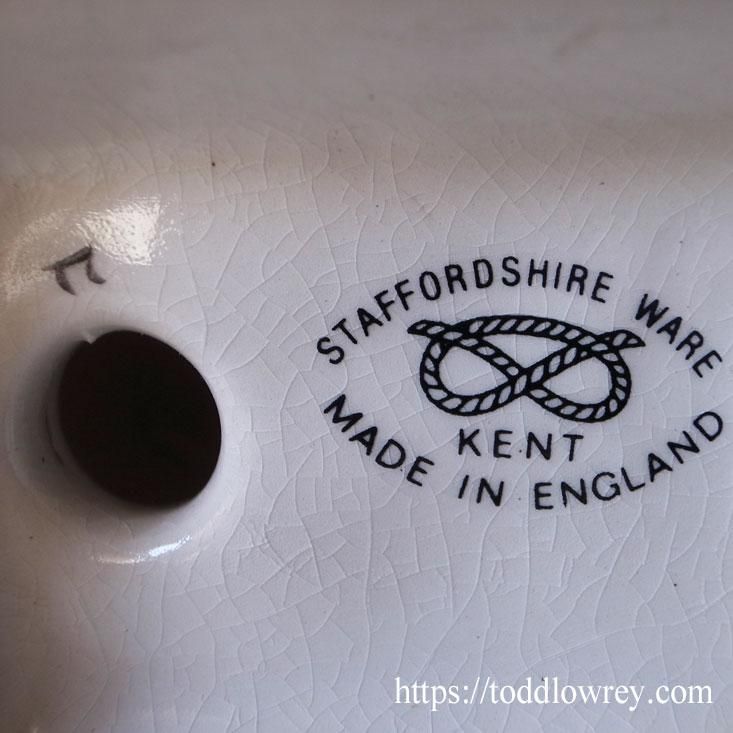 STAFFORDSHIRE WARE
KENT
MADE IN ENGLAND
https://toddlowrey.com